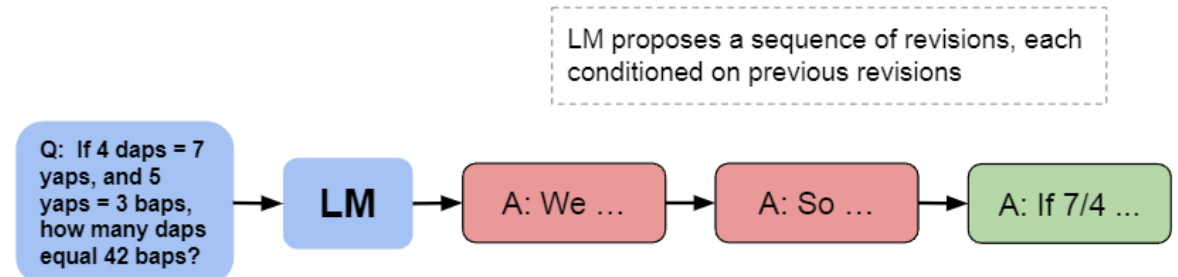 LM proposes a sequence of revisions, each
conditioned on previous revisions
Q: If 4 daps = 7
yaps, and 5
yaps = 3 baps,
how many daps
equal 42 baps?
LM
A: We ...
A: So ...
A: If 7/4 ...